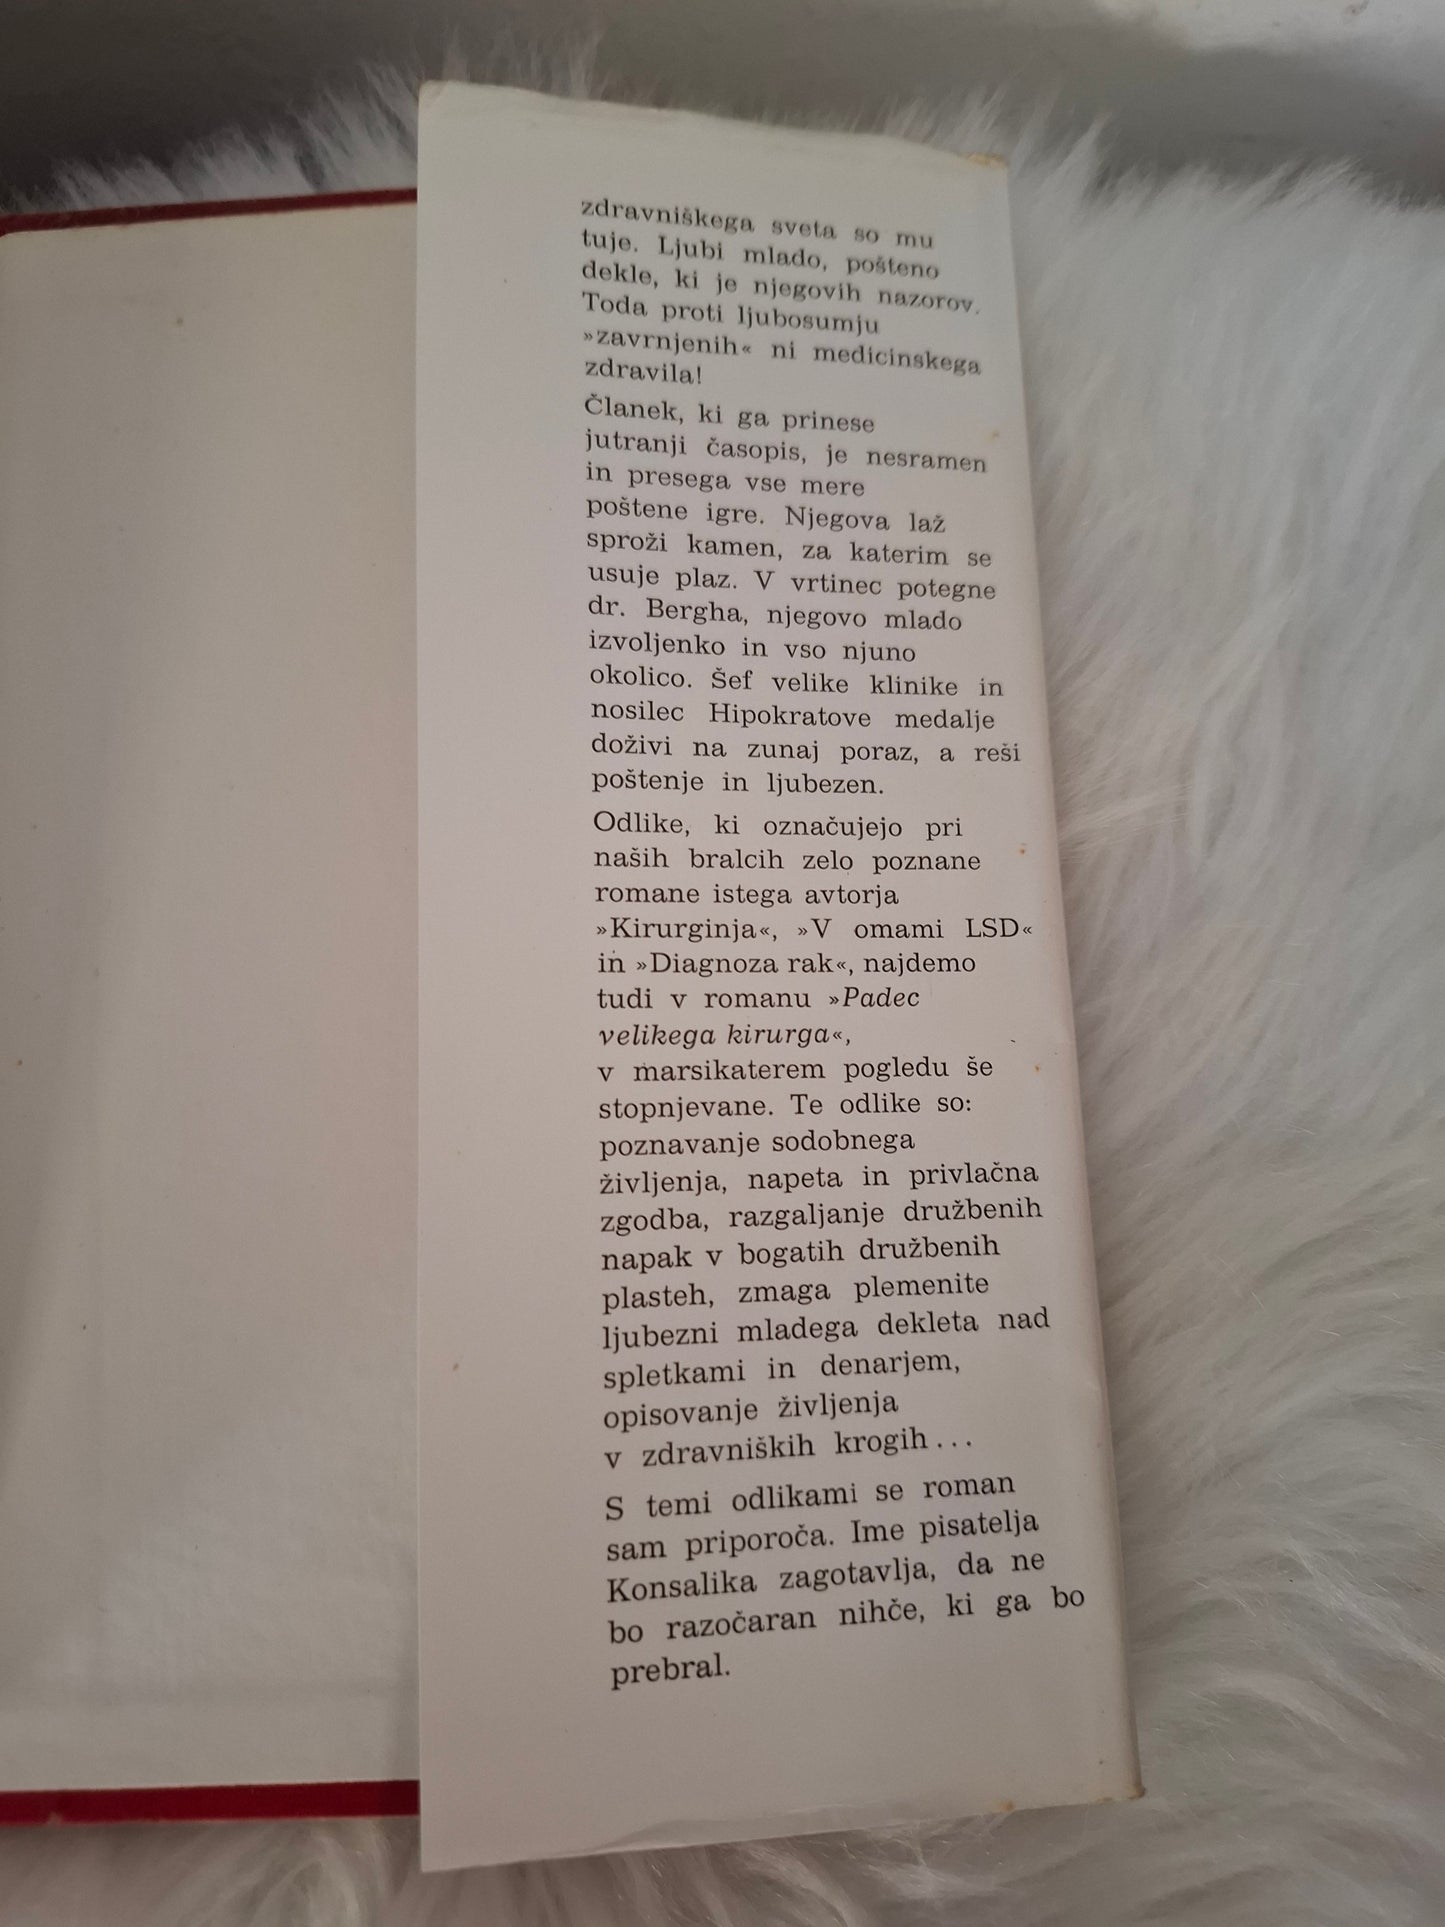 zdravniškega sveta so mu
tuje. Ljubi mlado, pošteno
dekle, ki je njegovih nazorov.
Toda proti ljubosumju
»zavrnjenih« ni medicinskega
zdravila!
Članek, ki ga prinese
jutranji časopis, je nesramen
in presega vse mere
poštene igre. Njegova laž
sproži kamen, za katerim se
usuje plaz. V vrtinec potegne
dr. Bergha, njegovo mlado
izvoljenko in vso njuno
okolico. Šef velike klinike in
nosilec Hipokratove medalje
doživi na zunaj poraz, a reši
poštenje in ljubezen.
Odlike, ki označujejo pri
naših bralcih zelo poznane
romane istega avtorja
»Kirurginja«, »V omami LSD«
in »Diagnoza rak«, najdemo
tudi v romanu »Padec
velikega kirurga«,
v marsikaterem pogledu še
stopnjevane. Te odlike so:
poznavanje sodobnega
življenja, napeta in privlačna
zgodba, razgaljanje družbenih
napak v bogatih družbenih
plasteh, zmaga plemenite
ljubezni mladega dekleta nad
spletkami in denarjem,
opisovanje življenja
v zdravniških krogih...
S temi odlikami se roman
sam priporoča. Ime pisatelja
Konsalika zagotavlja, da ne
bo razočaran nihče, ki ga bo
prebral.